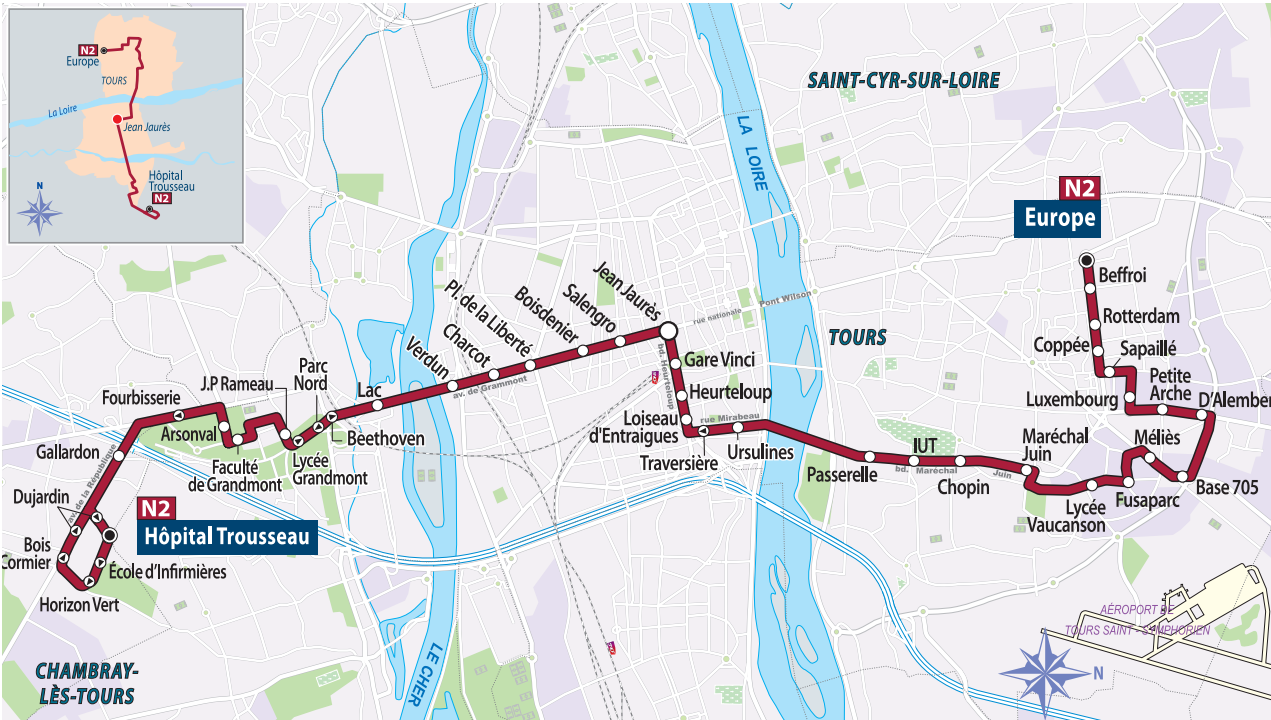 N2
Europe
TOURS
La Loire
Jean Jaurès
Hôpital
Trousseau
N2
N
SAINT-CYR-SUR-LOIRE
LA LOIRE
N2
Europe
Beffroi
Rotterdam
Coppée
Sapaillé
Petite
Arche
Luxembourg
D'Alember
Jean Jaurès
Salengro
Boisdenier
Pl. de la Liberté
Charcot
Verdun
rue nationale
Pont Wilson
TOURS
bd. Heurteloup
av. de Grammont
Gare Vinci
Heurteloup
Loiseau
d'Entraigues
rue Mirabeau
Traversière
Ursulines
Parc
Nord
J.P Rameau
Lac
Fourbisserie
Beethoven
Arsonval
Lycée
Grandmont
Faculté
de Grandmont
Gallardon
av. de la République
IUT
bd. Maréchal Juin
Passerelle
Chopin
Maréchal
Juin
Méliès
Lycée
Vaucanson
Fusaparc
Base 705
Dujardin
N2
Hôpital Trousseau
Bois
Cormier
École d'Infirmières
Horizon Vert
CHAMBRAY-
LÈS-TOURS
LE CHER
AÉROPORT DE
TOURS SAINT - SYMPHORIEN
N